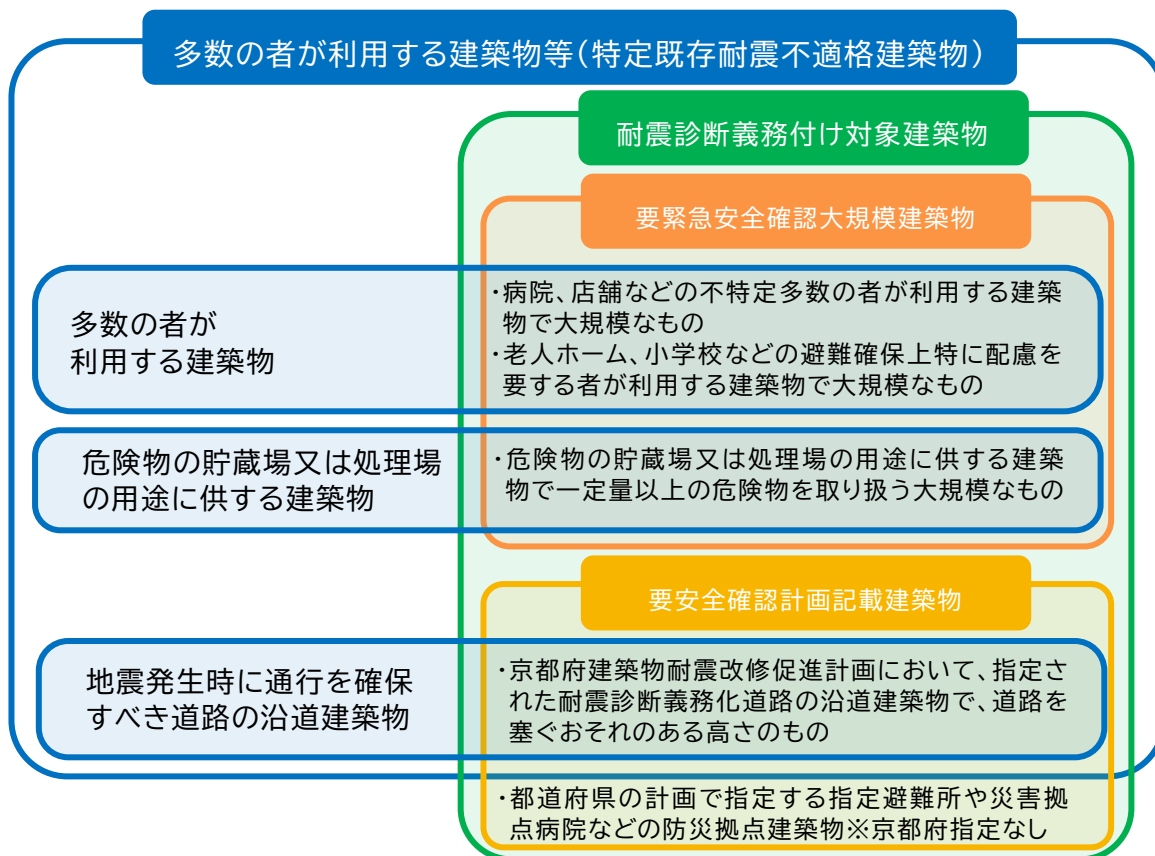 多数の者が利用する建築物等(特定既存耐震不適格建築物)
耐震診断義務付け対象建築物
要緊急安全確認大規模建築物
多数の者が
利用する建築物
・病院、店舗などの不特定多数の者が利用する建築
物で大規模なもの
・老人ホーム、小学校などの避難確保上特に配慮を
要する者が利用する建築物で大規模なもの
危険物の貯蔵場又は処理場
の用途に供する建築物
・危険物の貯蔵場又は処理場の用途に供する建築
物で一定量以上の危険物を取り扱う大規模なもの
要安全確認計画記載建築物
地震発生時に通行を確保
すべき道路の沿道建築物
・京都府建築物耐震改修促進計画において、指定さ
れた耐震診断義務化道路の沿道建築物で、道路を
塞ぐおそれのある高さのもの
・都道府県の計画で指定する指定避難所や災害拠
点病院などの防災拠点建築物※京都府指定なし